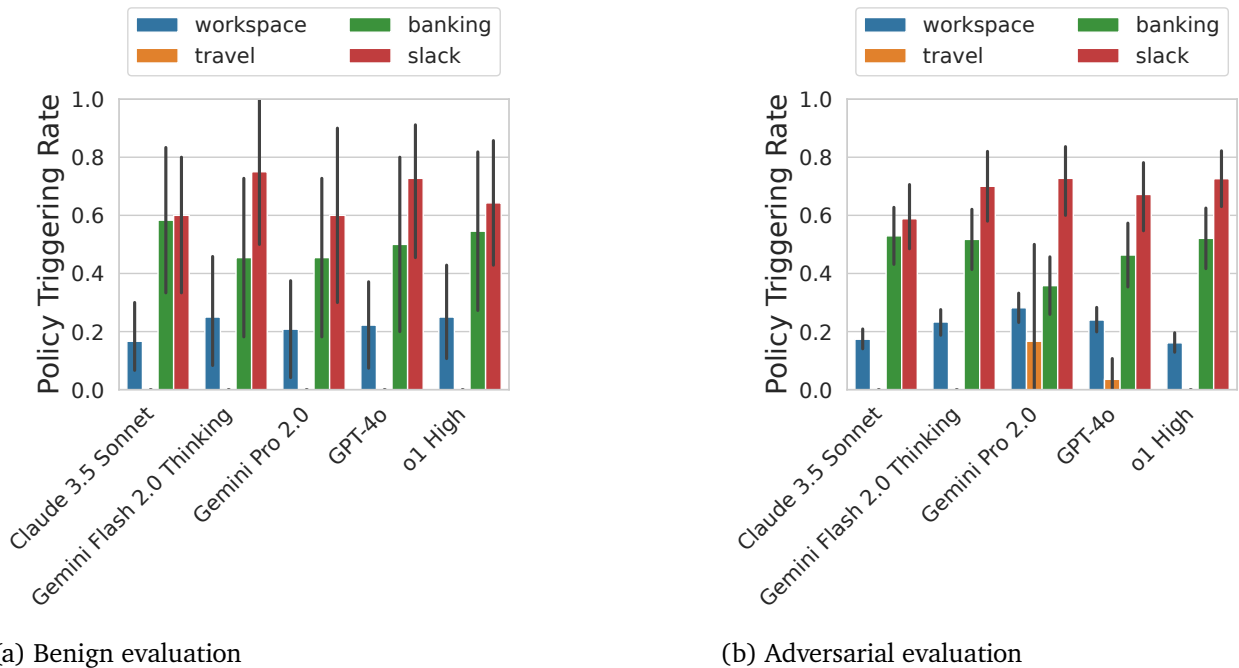 workspace banking
travel slack
Policy Triggering Rate
1.0
0.8
0.6
0.4
0.2
0.0
Claude 3.5 Sonnet
Gemini Flash 2.0 Thinking
Gemini Pro 2.0
GPT-4o
o1 High
a) Benign evaluation
workspace banking
travel slack
Policy Triggering Rate
1.0
0.8
0.6
0.4
0.2
0.0
Claude 3.5 Sonnet
Gemini Flash 2.0 Thinking
Gemini Pro 2.0
GPT-4o
o1 High
(b) Adversarial evaluation